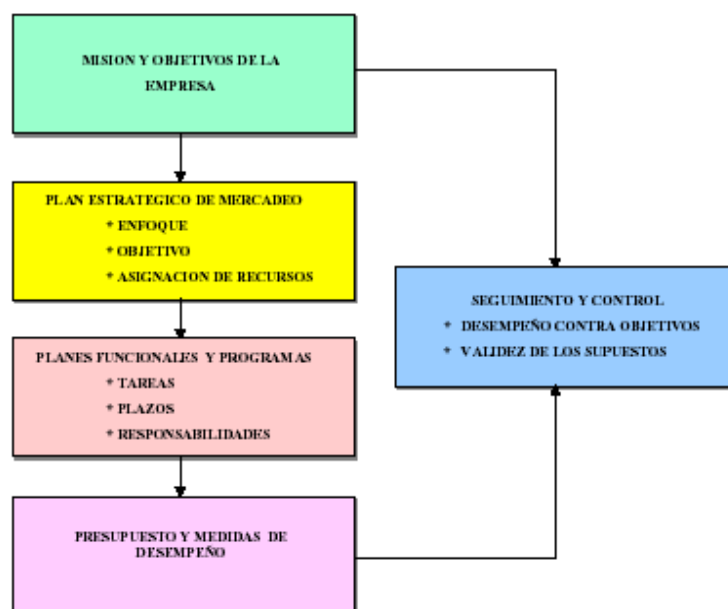 MISION Y OBJETIVOS DE LA
EMPRESA
PLAN ESTRATEGICO DE MERCADEO
* ENFOQUE
* OBJETIVO
* ASIGNACION DE RECURSOS
PLANES FUNCIONALES Y PROGRAMAS
* TAREAS
* PLAZOS
* RESPONSABILIDADES
PRESUPUESTO Y MEDIDAS DE
DESEMPEÑO
SEGUIMIENTO Y CONTROL
* DESEMPEÑO CONTRA OBJETIVOS
* VALIDEZ DE LOS SUPUESTOS